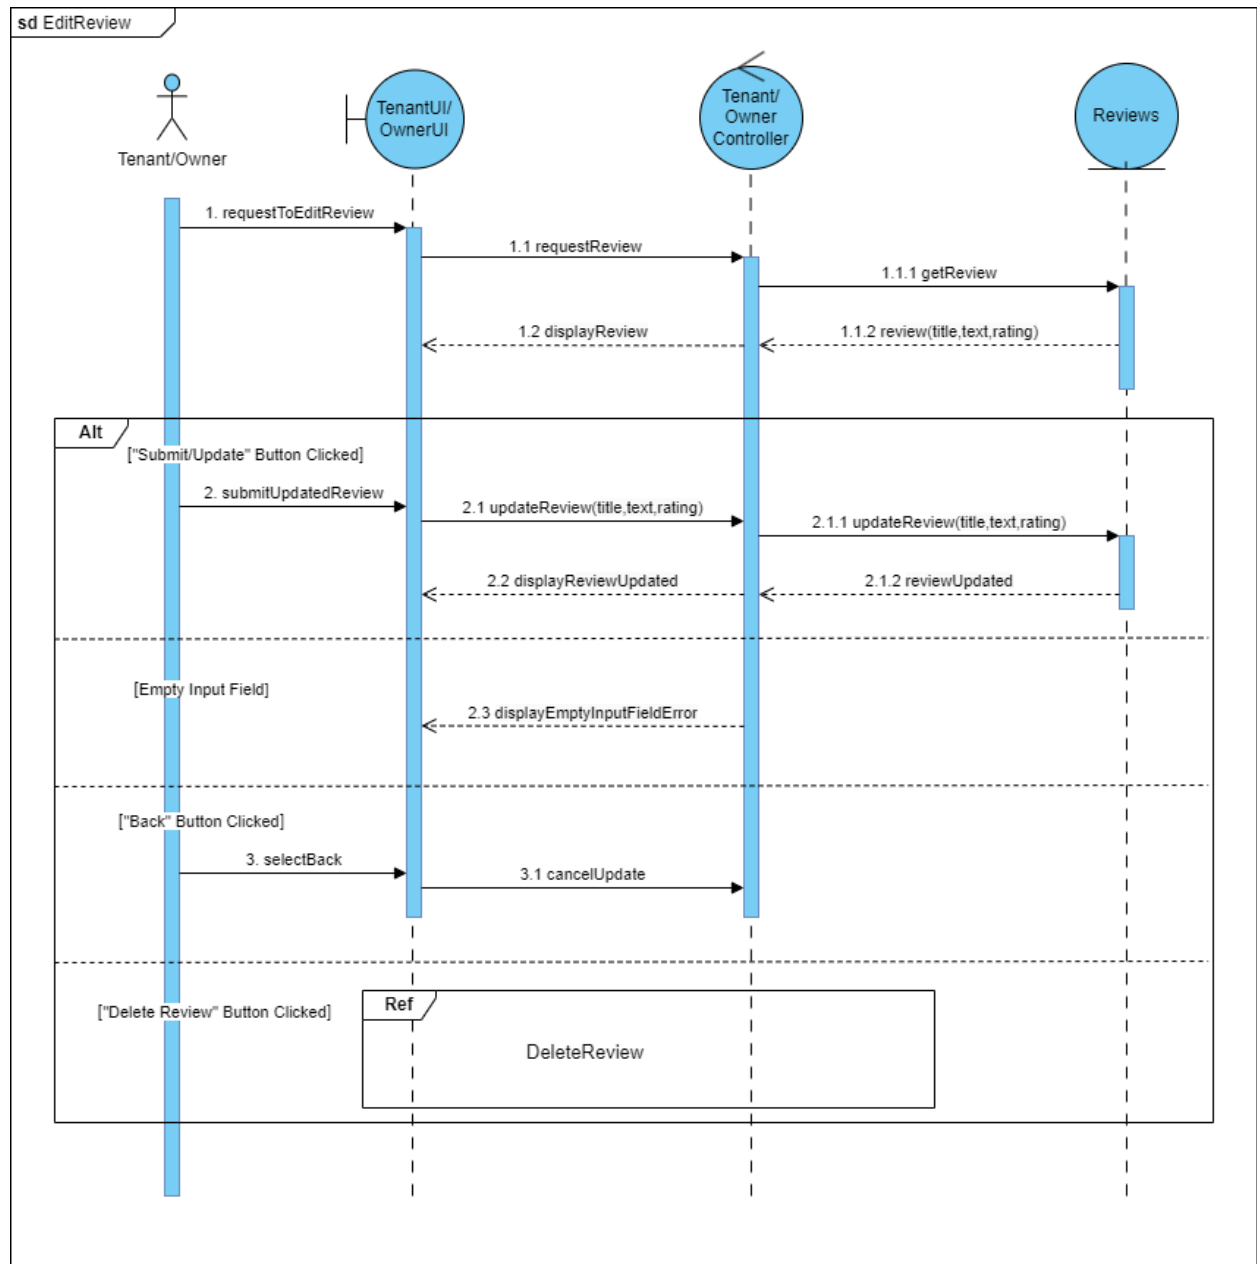 sd EditReview
TenantUI/
OwnerUI
Tenant/
Owner
Controller
Reviews
Tenant/Owner
1. requestToEditReview
1.1 requestReview
1.1.1 getReview
1.2 displayReview
1.1.2 review(title,text,rating)
Alt
["Submit/Update" Button Clicked]
2. submitUpdatedReview
2.1 updateReview(title,text,rating)
2.1.1 updateReview(title,text,rating)
2.2 displayReviewUpdated
2.1.2 reviewUpdated
[Empty Input Field]
2.3 displayEmptyInputFieldError
["Back" Button Clicked]
3. selectBack
3.1 cancelUpdate
["Delete Review" Button Clicked]
Ref
DeleteReview